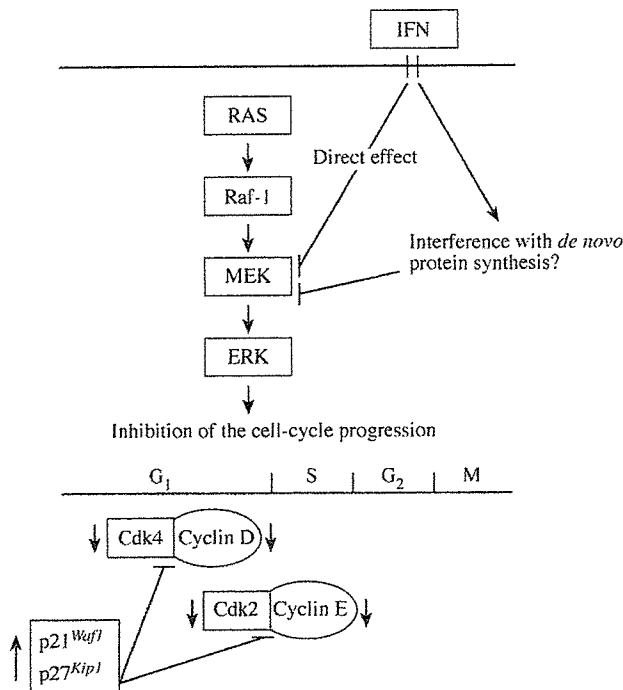 IFN
RAS
Direct effect
Raf-1
Interference with de novo
protein synthesis?
MEK
ERK
Inhibition of the cell-cycle progression
G1 S G2 M
Cdk4 Cyclin D
Cdk2 Cyclin E
p21Waf1
p27Kip1